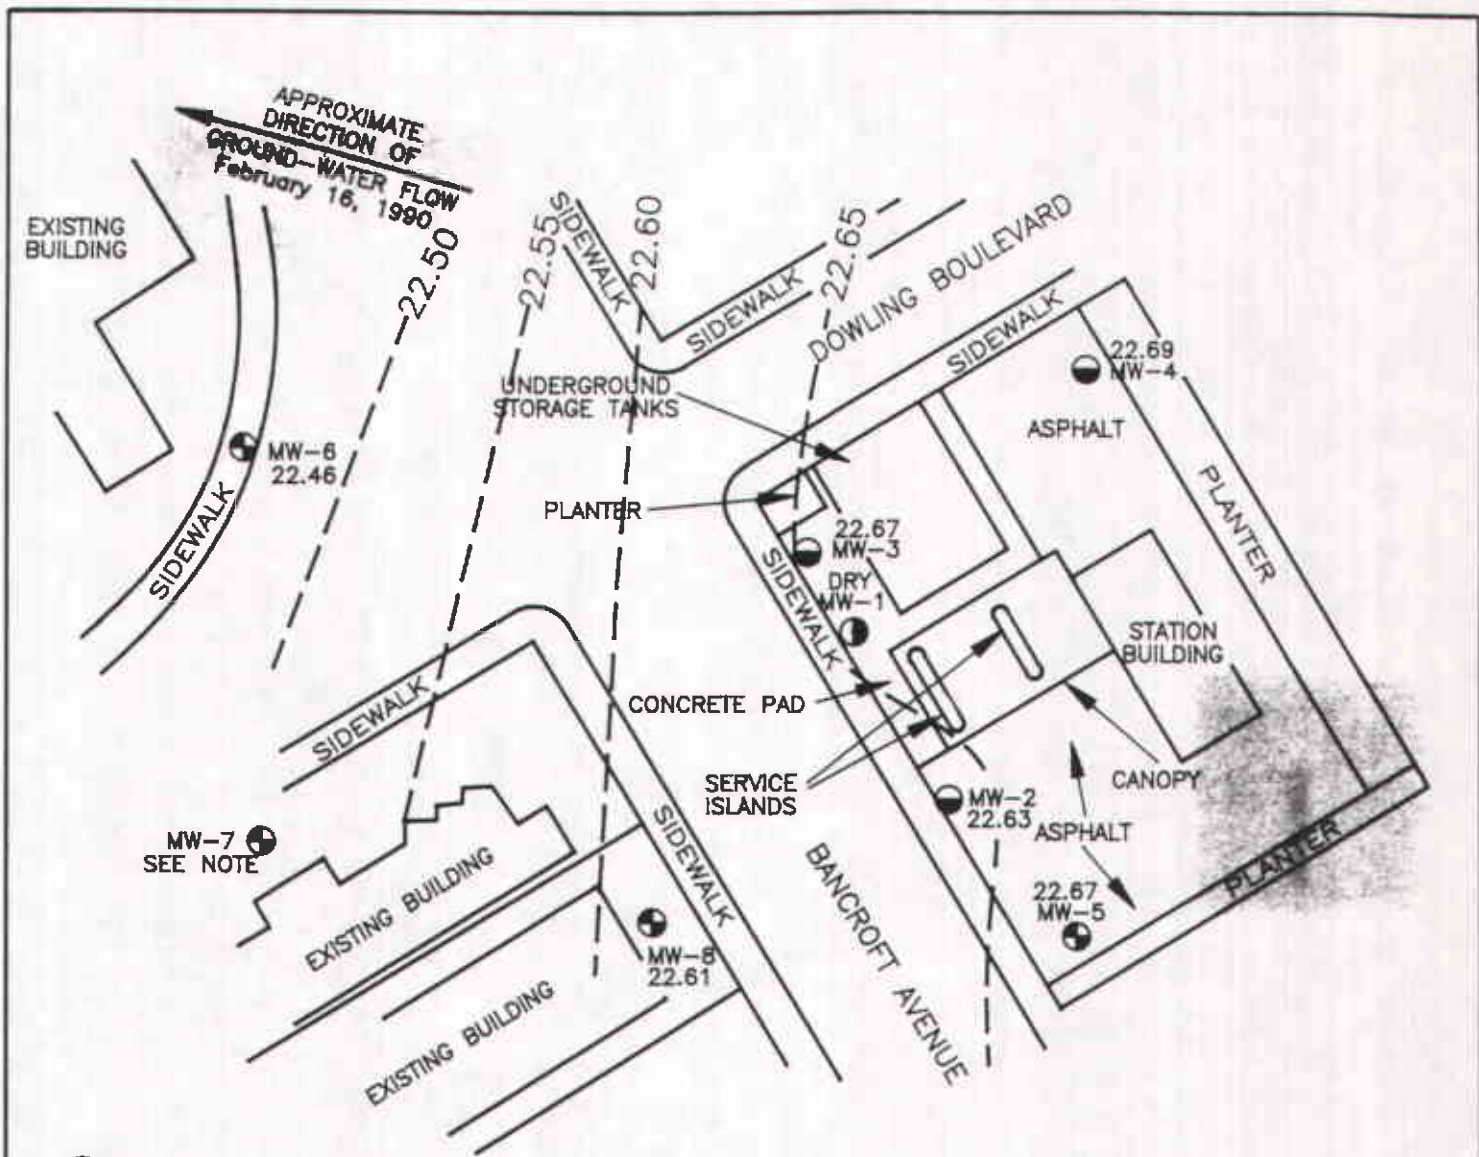 APPROXIMATE
DIRECTION OF
GROUND-WATER FLOW
February 16, 1990
EXISTING
BUILDING
22.50
22.55
SIDEWALK
22.60
SIDEWALK
22.65
DOWLING BOULEVARD
SIDEWALK
22.69
MW-4
UNDERGROUND
STORAGE TANKS
ASPHALT
MW-6
22.46
SIDEWALK
PLANTER
PLANTER
22.67
MW-3
DRY
MW-1
SIDEWALK
STATION
BUILDING
CONCRETE PAD
SIDEWALK
SERVICE
ISLANDS
CANOPY
MW-2
22.63
ASPHALT
MW-7
SEE NOTE
SIDEWALK
PLANTER
EXISTING BUILDING
BANCROFT AVENUE
22.67
MW-5
MW-8
22.61
EXISTING BUILDING